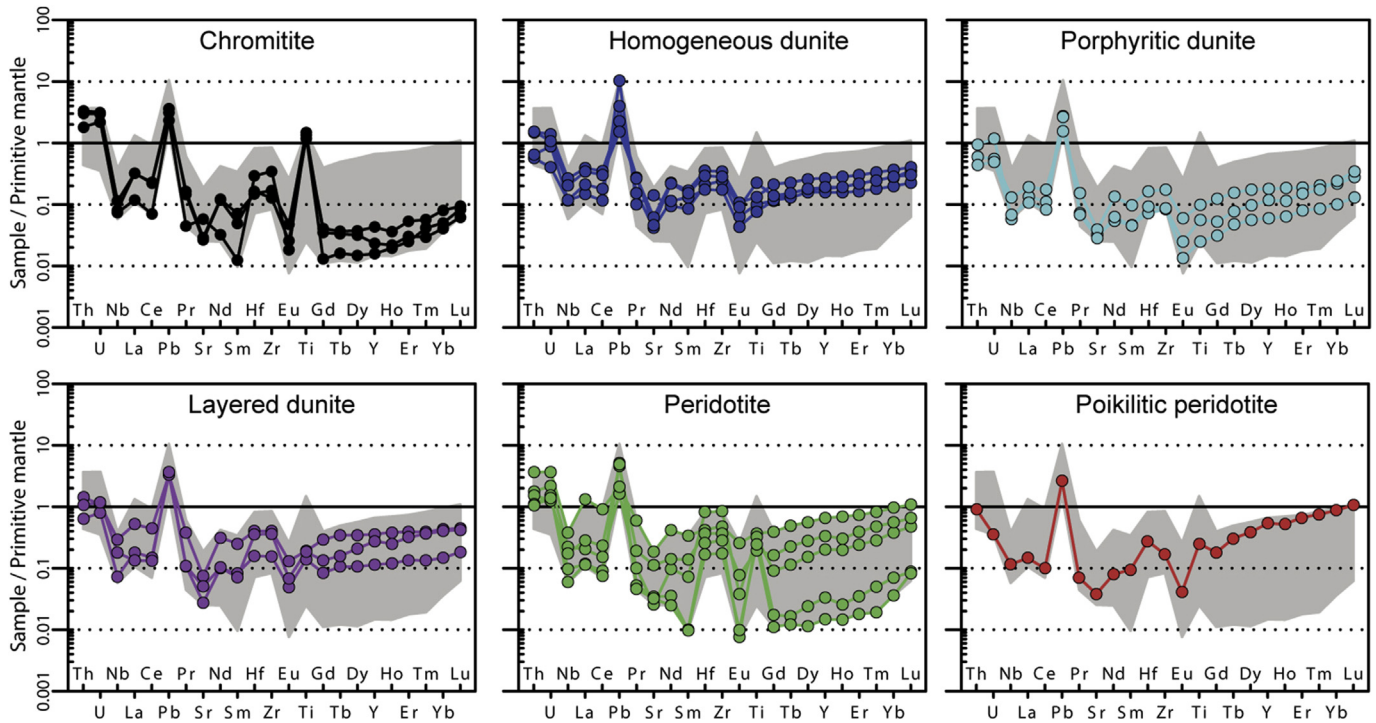 Sample / Primitive mantle
100
10
1
0.1
0.01
0.001
Chromitite
Th Nb La Ce Pb Pr Nd Sm Hf Eu Gd Dy Ho Tm Lu
U La Pb Sr Sm Zr Ti Tb Y Er Yb
Homogeneous dunite
Th Nb Ce Pr Nd Hf Eu Gd Dy Ho Tm Lu
U La Pb Sr Sm Zr Ti Tb Y Er Yb
Porphyritic dunite
Th Nb Ce Pr Nd Hf Eu Gd Dy Ho Tm Lu
U La Pb Sr Sm Zr Ti Tb Y Er Yb
Sample / Primitive mantle
100
10
1
0.1
0.01
0.001
Layered dunite
Th Nb Ce Pr Nd Hf Eu Gd Dy Ho Tm Lu
U La Pb Sr Sm Zr Ti Tb Y Er Yb
Peridotite
Th Nb Ce Pr Nd Hf Eu Gd Dy Ho Tm Lu
U La Pb Sr Sm Zr Ti Tb Y Er Yb
Poikilitic peridotite
Th Nb Ce Pr Nd Hf Eu Gd Dy Ho Tm Lu
U La Pb Sr Sm Zr Ti Tb Y Er Yb